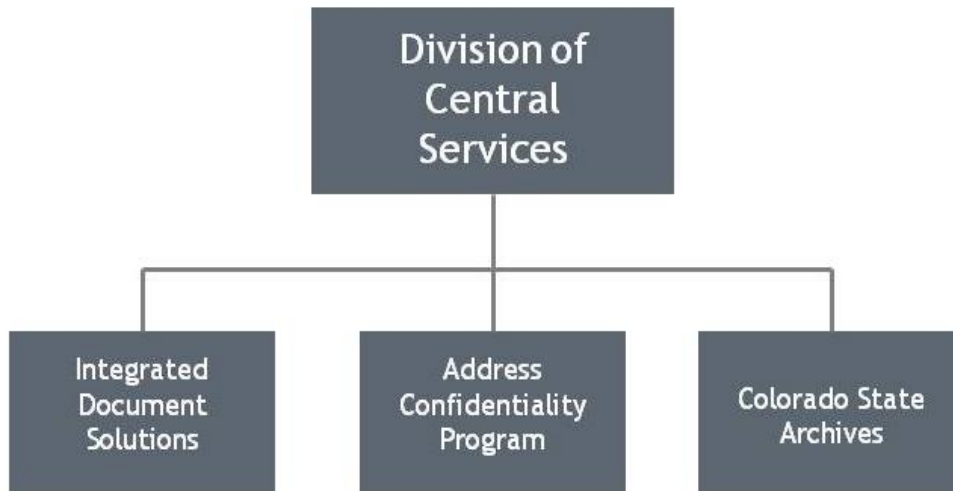 Division of
Central
Services
Integrated
Document
Solutions
Address
Confidentiality
Program
Colorado State
Archives